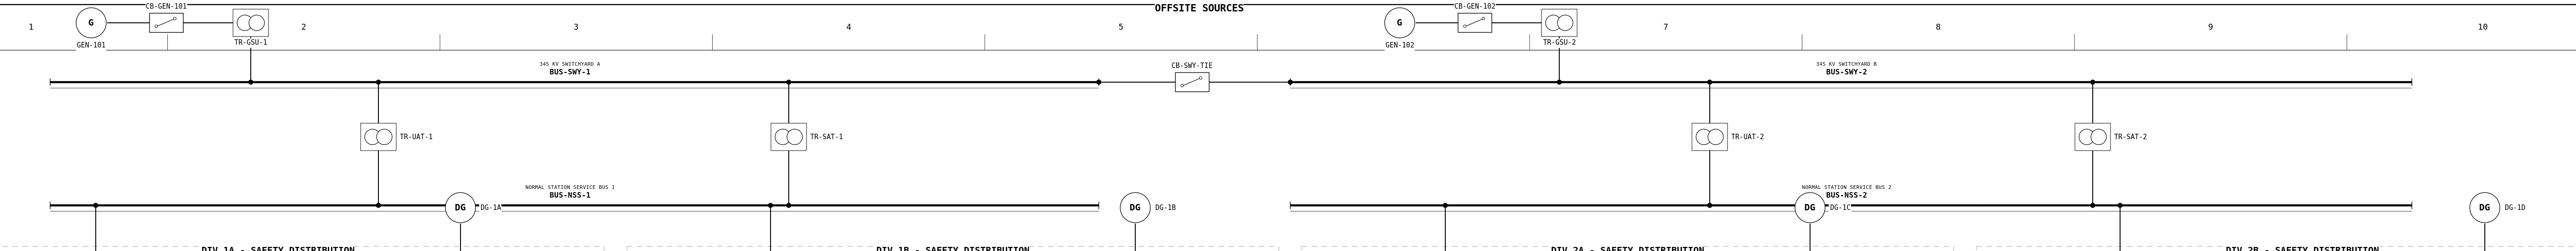 OFFSITE SOURCES
CB-GEN-101
CB-GEN-102
G
G
1
2
3
4
5
7
8
9
10
GEN-101
TR-GSU-1
GEN-102
TR-GSU-2
345 KV SWITCHYARD A
BUS-SWY-1
CB-SWY-TIE
345 KV SWITCHYARD B
BUS-SWY-2
TR-UAT-1
TR-SAT-1
TR-UAT-2
TR-SAT-2
NORMAL STATION SERVICE BUS 1
BUS-NSS-1
NORMAL STATION SERVICE BUS 2
BUS-NSS-2
DG
DG-1A
DG
DG-1B
DG
DG-1C
DG
DG-1D
DIV 1A - SAFETY DISTRIBUTION
DIV 1B - SAFETY DISTRIBUTION
DIV 2A - SAFETY DISTRIBUTION
DIV 2B - SAFETY DISTRIBUTION